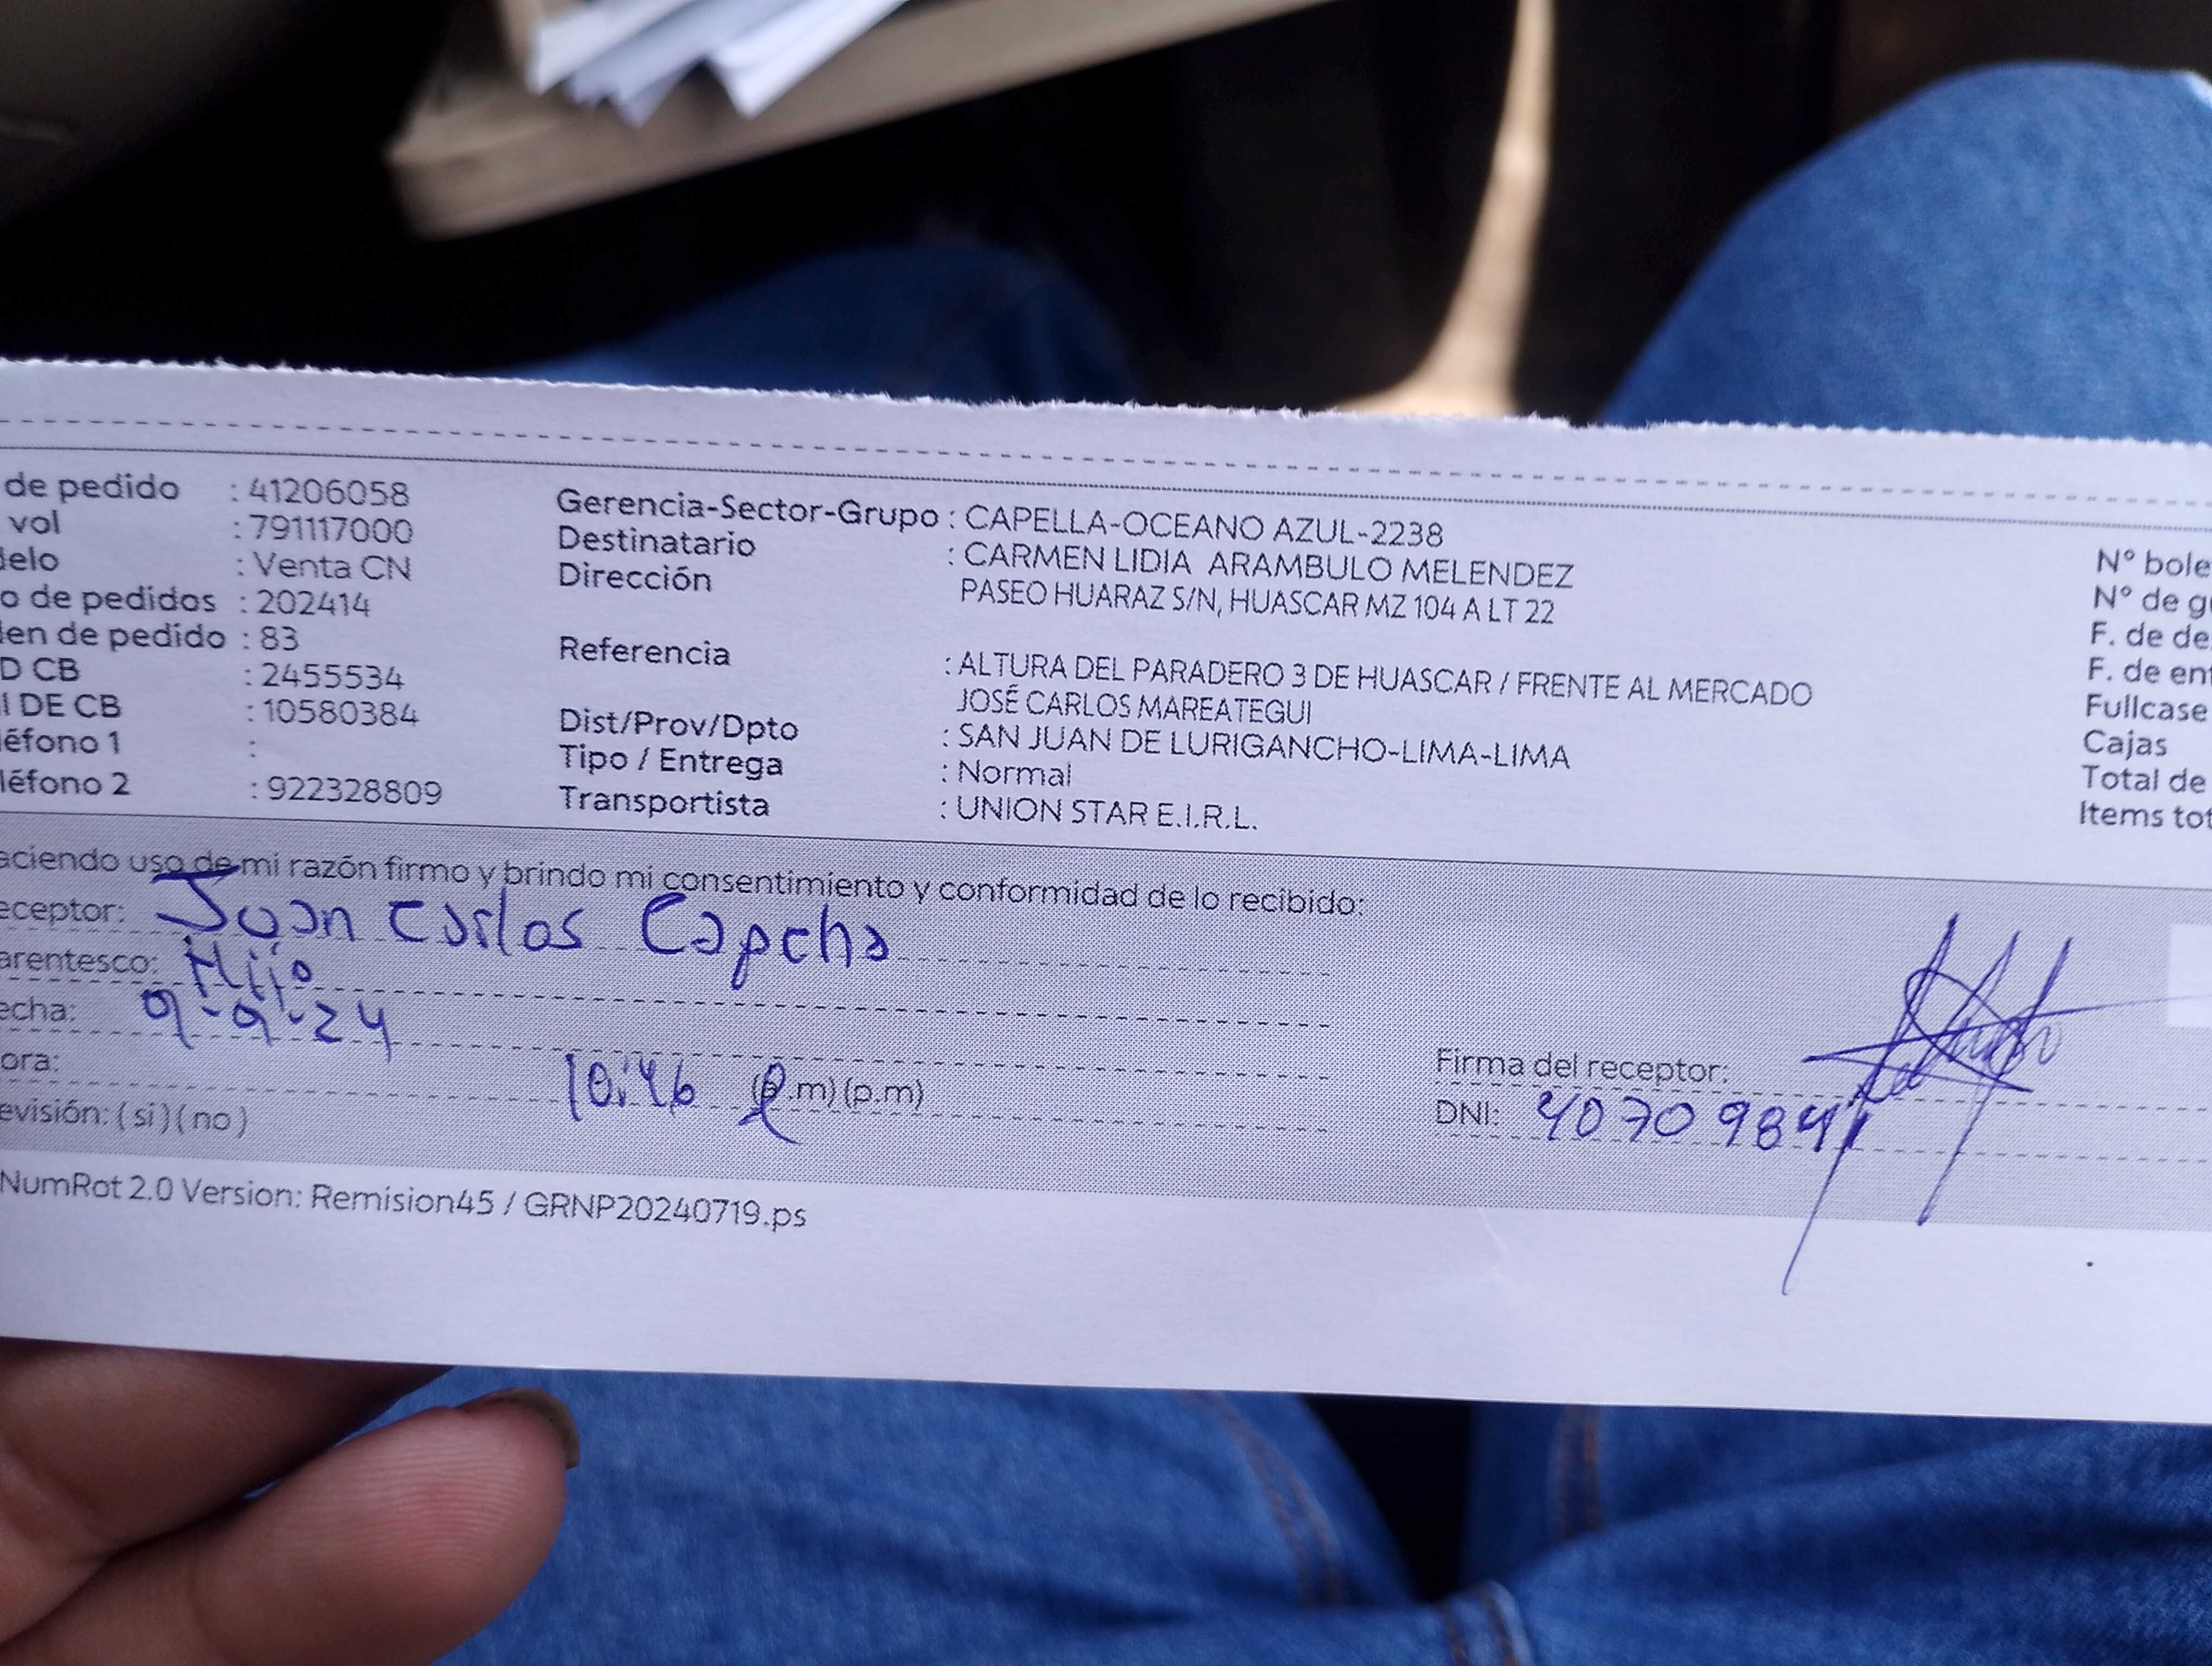 de pedido : 41206058 Gerencia-Sector-Grupo : CAPELLA-OCEANO AZUL-2238
vol : 791117000 Destinatario : CARMEN LIDIA ARAMBULO MELENDEZ
delo : Venta CN Dirección PASEO HUARAZ S/N, HUASCAR MZ 104 A LT 22
o de pedidos : 202414
den de pedido : 83 Referencia : ALTURA DEL PARADERO 3 DE HUASCAR / FRENTE AL MERCADO
D CB : 2455534 JOSÉ CARLOS MAREATEGUI
I DE CB : 10580384 Dist/Prov/Dpto : SAN JUAN DE LURIGANCHO-LIMA-LIMA
léfono 1 : Tipo / Entrega : Normal
léfono 2 : 922328809 Transportista : UNION STAR E.I.R.L.
N° bole
N° de gu
F. de de
F. de ent
Fullcase
Cajas
Total de
Items tot
aciendo uso de mi razón firmo y brindo mi consentimiento y conformidad de lo recibido:
eceptor: Juan Carlos Capcha
arentesco: Hijo
echa: 9-9-24
ora: 10:46 (a.m) (p.m)
evisión: ( si ) ( no )
Firma del receptor:
DNI: 4070984
NumRot 2.0 Version: Remision45 / GRNP20240719.ps